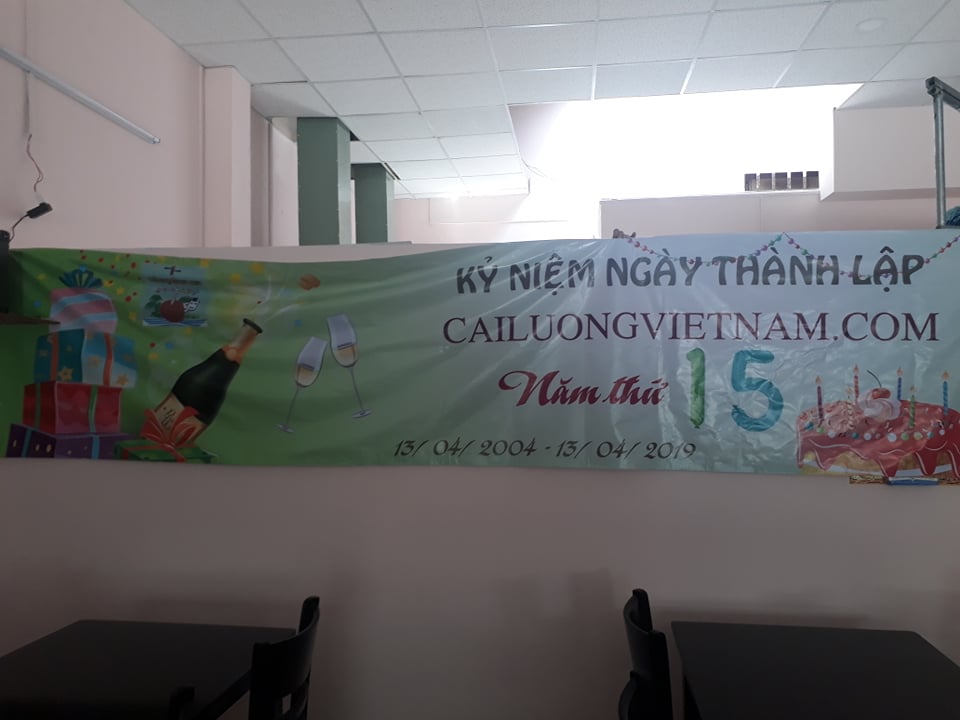 KỶ NIỆM NGÀY THÀNH LẬP
CAILUONGVIETNAM.COM
Năm thứ 15
13/ 04/ 2004 - 13/ 04/ 2019